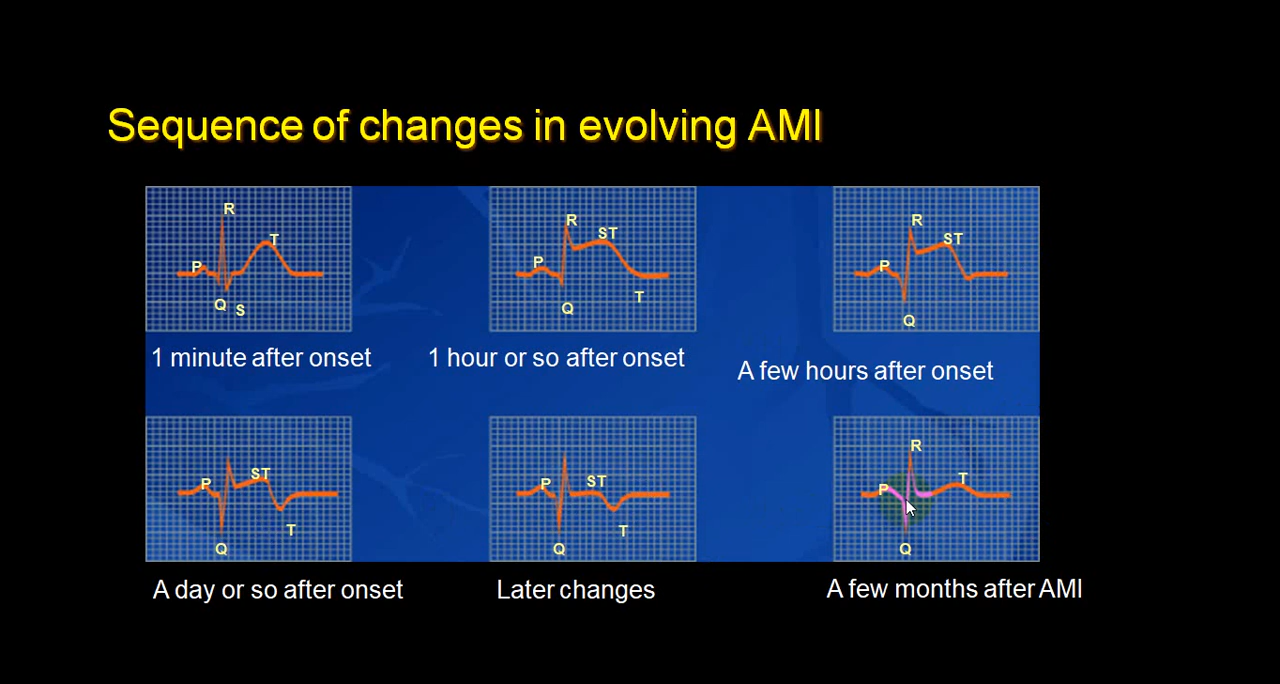 Sequence of changes in evolving AMI
R
T
P
Q S
1 minute after onset
R
ST
P
T
Q
1 hour or so after onset
R
ST
P
Q
A few hours after onset
ST
P
T
Q
A day or so after onset
P ST
T
Q
Later changes
R
T
P
Q
A few months after AMI